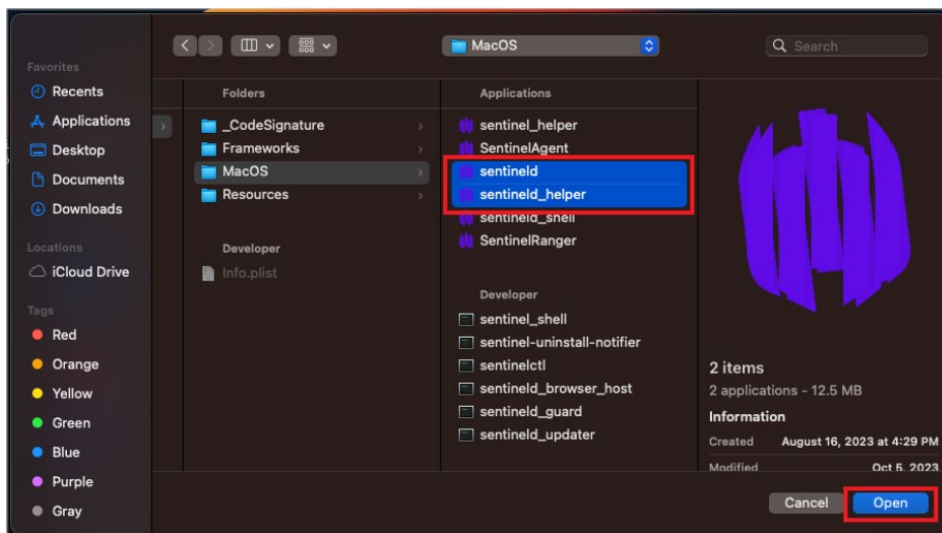 MacOS
Search
Favorites
Recents
Applications
Desktop
Documents
Downloads
Locations
iCloud Drive
Tags
Red
Orange
Yellow
Green
Blue
Purple
Gray
Folders
_CodeSignature
Frameworks
MacOS
Resources
Developer
Info.plist
Applications
sentinel_helper
SentinelAgent
sentineld
sentineld_helper
sentineld_shell
SentinelRanger
Developer
sentinel_shell
sentinel-uninstall-notifier
sentinelctl
sentineld_browser_host
sentineld_guard
sentineld_updater
2 items
2 applications - 12.5 MB
Information
Created August 16, 2023 at 4:29 PM
Modified Oct 5, 2023
Cancel
Open